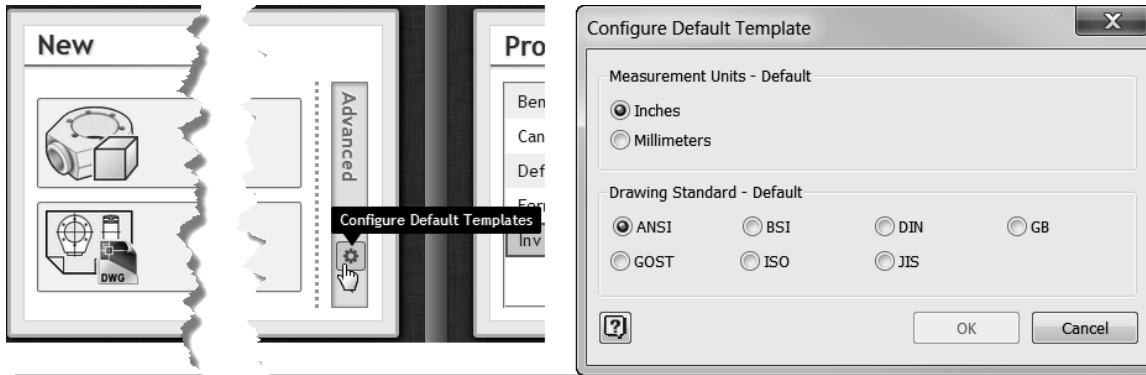 New
Advanced
Configure Default Templates
DWG
Pro
Ben
Can
Def
Inv
Configure Default Template
X
Measurement Units - Default
Inches
Millimeters
Drawing Standard - Default
ANSI
BSI
DIN
GB
GOST
ISO
JIS
?
OK
Cancel